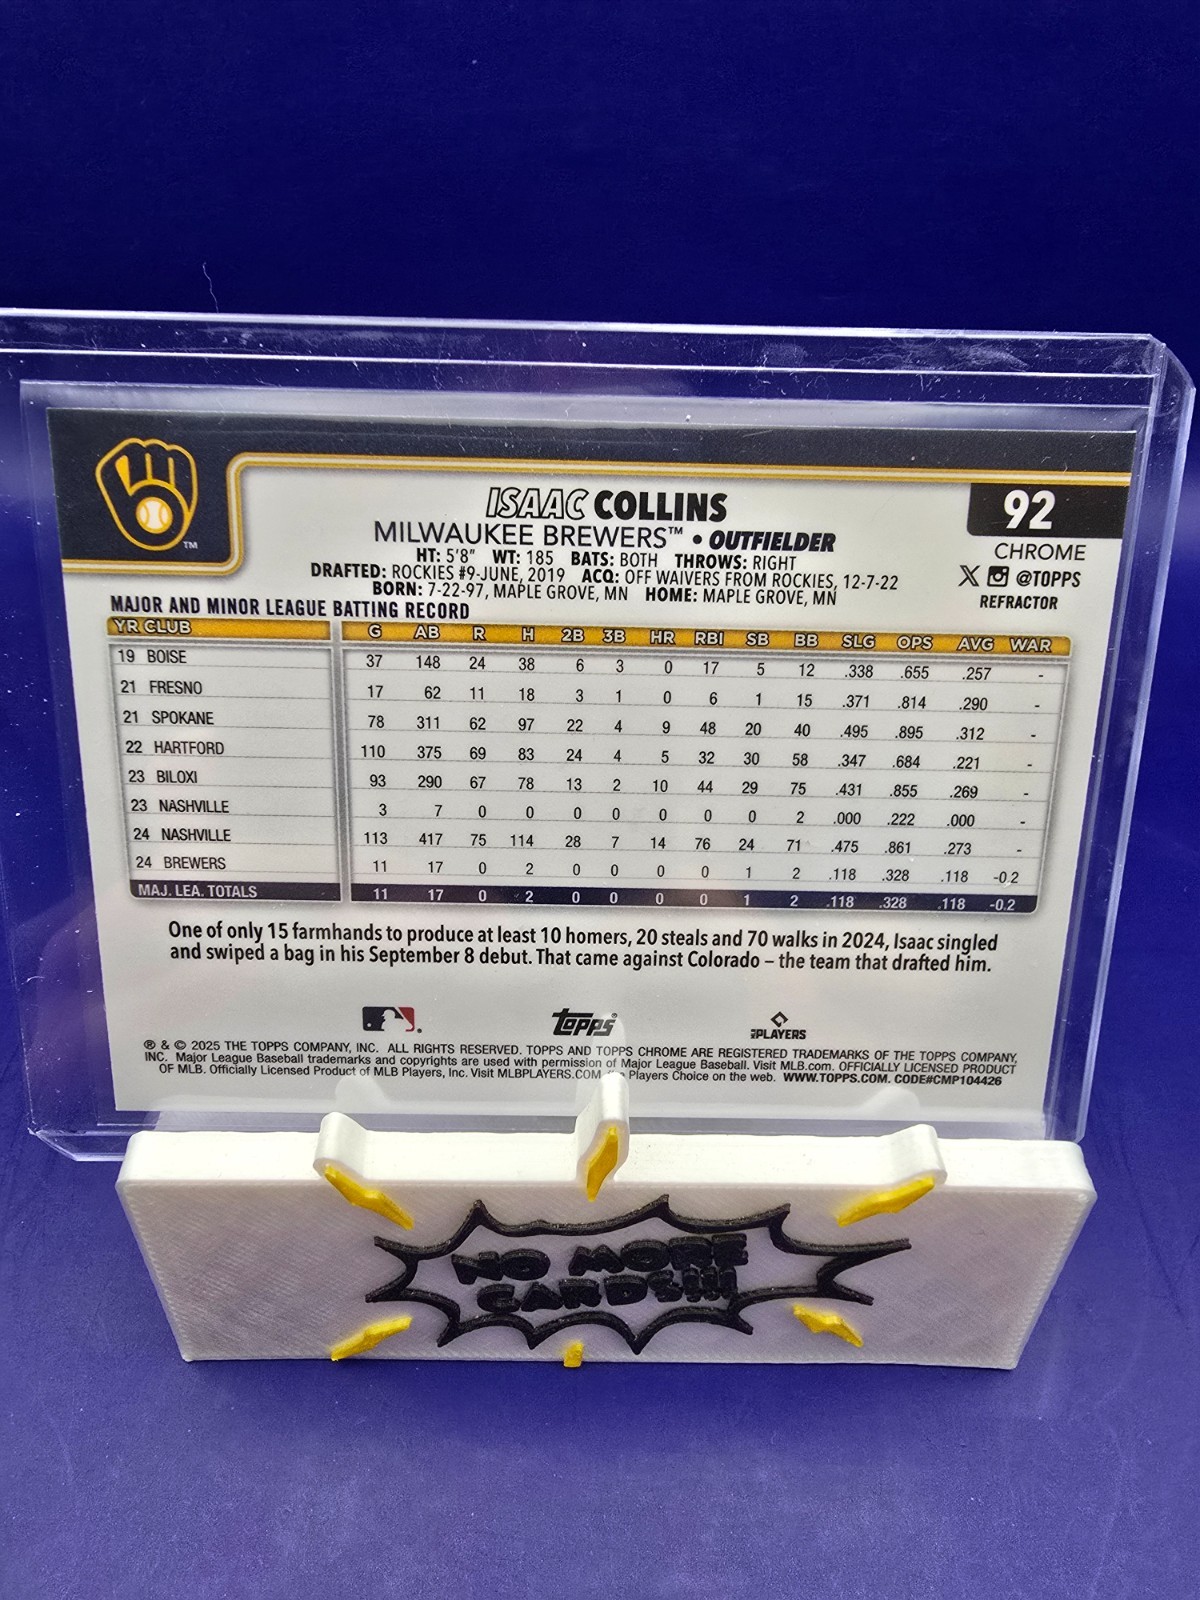 ISAAC COLLINS
MILWAUKEE BREWERS™ • OUTFIELDER
HT: 5'8" WT: 185 BATS: BOTH THROWS: RIGHT
DRAFTED: ROCKIES #9-JUNE, 2019 ACQ: OFF WAIVERS FROM ROCKIES, 12-7-22
BORN: 7-22-97, MAPLE GROVE, MN HOME: MAPLE GROVE, MN
92
CHROME
X @TOPPS
REFRACTOR
TM
MAJOR AND MINOR LEAGUE BATTING RECORD
YR CLUB G AB R H 2B 3B HR RBI SB BB SLG OPS AVG WAR
19 BOISE 37 148 24 38 6 3 0 17 5 12 .338 .655 .257 -
21 FRESNO 17 62 11 18 3 1 0 6 1 15 .371 .814 .290 -
21 SPOKANE 78 311 62 97 22 4 9 48 20 40 .495 .895 .312 -
22 HARTFORD 110 375 69 83 24 4 5 32 30 58 .347 .684 .221 -
23 BILOXI 93 290 67 78 13 2 10 44 29 75 .431 .855 .269 -
23 NASHVILLE 3 7 0 0 0 0 0 0 0 2 .000 .222 .000 -
24 NASHVILLE 113 417 75 114 28 7 14 76 24 71 .475 .861 .273 -
24 BREWERS 11 17 0 2 0 0 0 0 1 2 .118 .328 .118 -0.2
MAJ. LEA. TOTALS 11 17 0 2 0 0 0 0 1 2 .118 .328 .118 -0.2
One of only 15 farmhands to produce at least 10 homers, 20 steals and 70 walks in 2024, Isaac singled
and swiped a bag in his September 8 debut. That came against Colorado – the team that drafted him.
TOPPS®
PLAYERS
® & © 2025 THE TOPPS COMPANY, INC. ALL RIGHTS RESERVED. TOPPS AND TOPPS CHROME ARE REGISTERED TRADEMARKS OF THE TOPPS COMPANY,
INC. Major League Baseball trademarks and copyrights are used with permission of Major League Baseball. Visit MLB.com. OFFICIALLY LICENSED PRODUCT
OF MLB. Officially Licensed Product of MLB Players, Inc. Visit MLBPLAYERS.COM, Players Choice on the web. WWW.TOPPS.COM. CODE#CMP104426
NO MORE
CARDS!!!